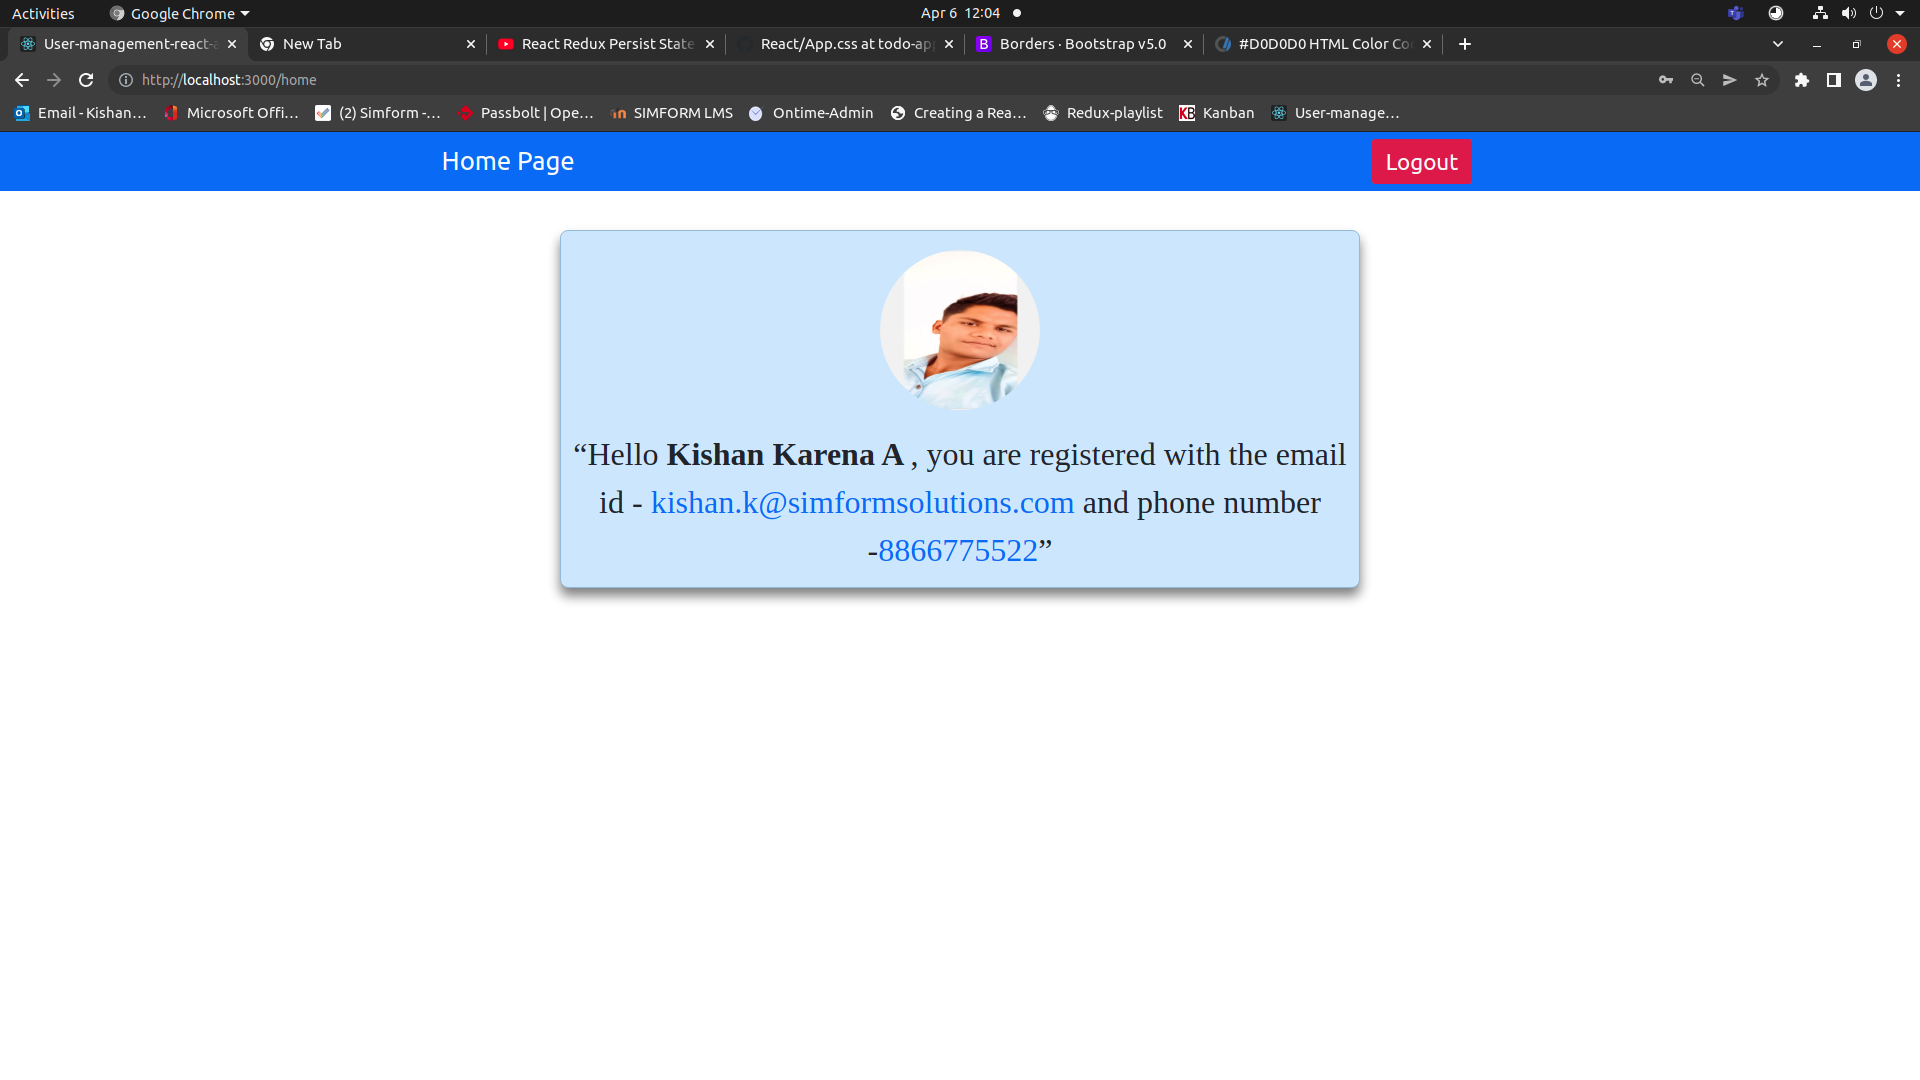 Activities
Google Chrome
Apr 6 12:04
User-management-react-a
New Tab
React Redux Persist State
React/App.css at todo-app
Borders · Bootstrap v5.0
#D0D0D0 HTML Color Co
http://localhost:3000/home
Email - Kishan...
Microsoft Offi...
(2) Simform -...
Passbolt | Ope...
SIMFORM LMS
Ontime-Admin
Creating a Rea...
Redux-playlist
KB
Kanban
User-manage...
Home Page
Logout
“Hello Kishan Karena A , you are registered with the email
id - kishan.k@simformsolutions.com and phone number
-8866775522”